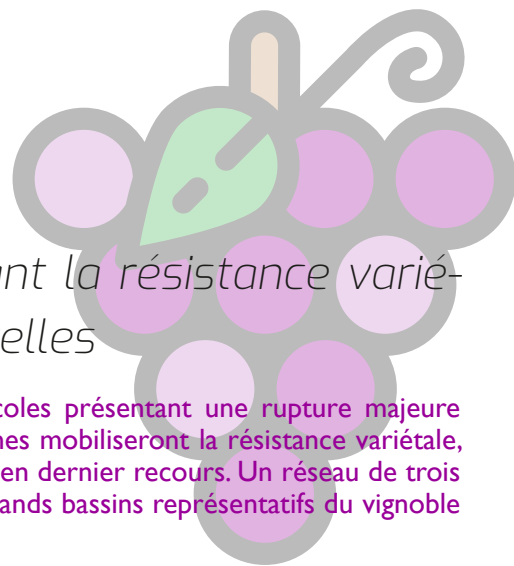 ant la résistance varié-
elles
coles présentant une rupture majeure
nes mobiliseront la résistance variétale,
en dernier recours. Un réseau de trois
ands bassins représentatifs du vignoble